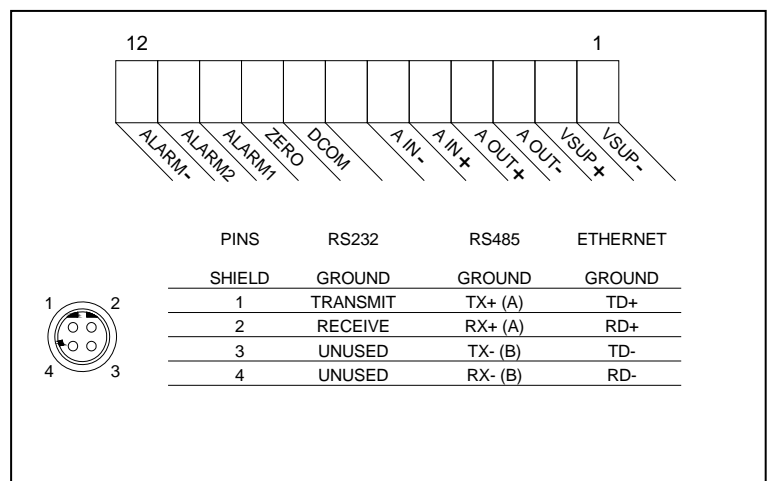 12 1
ALARM-
ALARM2
ALARM1
ZERO
DCOM
A IN-
A IN+
A OUT+
A OUT-
VSUP+
VSUP-
PINS RS232 RS485 ETHERNET
SHIELD GROUND GROUND GROUND
1 TRANSMIT TX+ (A) TD+
2 RECEIVE RX+ (A) RD+
3 UNUSED TX- (B) TD-
4 UNUSED RX- (B) RD-
1 2
4 3